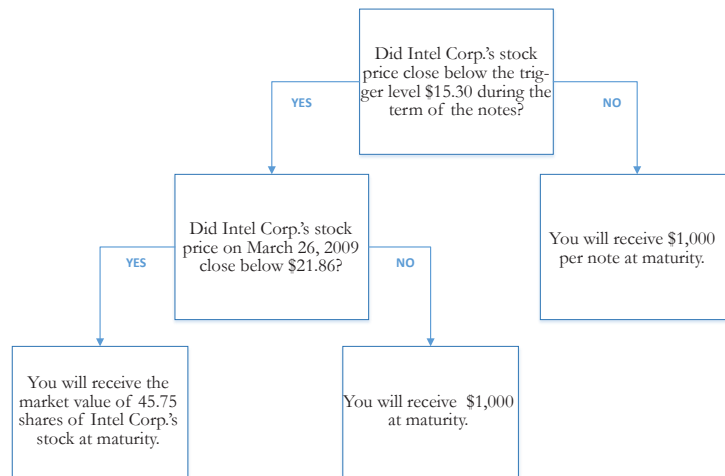 Did Intel Corp.'s stock
price close below the trig-
ger level $15.30 during the
term of the notes?
YES
NO
Did Intel Corp.'s stock
price on March 26, 2009
close below $21.86?
You will receive $1,000
per note at maturity.
YES
NO
You will receive the
market value of 45.75
shares of Intel Corp.'s
stock at maturity.
You will receive $1,000
at maturity.